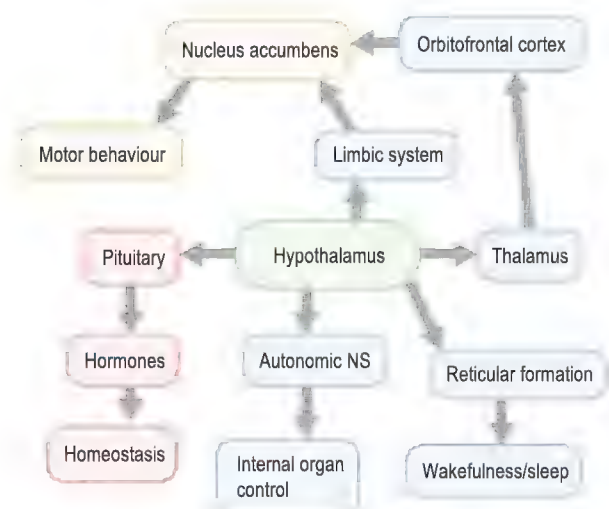 Orbitofrontal cortex
Nucleus accumbens
Motor behaviour
Limbic system
Pituitary
Hypothalamus
Thalamus
Hormones
Autonomic NS
Reticular formation
Homeostasis
Internal organ
control
Wakefulness/sleep